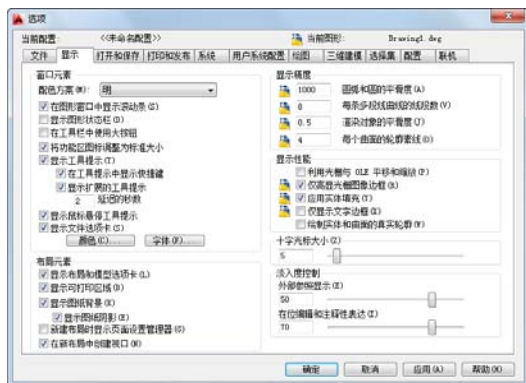 选项
当前配置: <<未命名配置>> 当前图形: Drawing1.dwg
文件 显示 打开和保存 打印和发布 系统 用户系统配置 绘图 三维建模 选择集 配置 联机
窗口元素
配色方案(M): 明
在图形窗口中显示滚动条(S)
显示图形状态栏(D)
在工具栏中使用大按钮
将功能区图标调整为标准大小
显示工具提示(T)
在工具提示中显示快捷键
显示扩展的工具提示
2 延迟的秒数
显示鼠标悬停工具提示
显示文件选项卡(S)
颜色(C)... 字体(F)...
布局元素
显示布局和模型选项卡(L)
显示可打印区域(B)
显示图纸背景(K)
显示图纸阴影(E)
新建布局时显示页面设置管理器(G)
在新布局中创建视口(N)
显示精度
1000 圆弧和圆的平滑度(A)
8 每条多段线曲线的线段数(V)
0.5 渲染对象的平滑度(J)
4 每个曲面的轮廓素线(O)
显示性能
利用光栅与 OLE 平移和缩放(P)
仅亮显光栅图像边框(R)
应用实体填充(Y)
仅显示文字边框(X)
绘制实体和曲面的真实轮廓(W)
十字光标大小(Z)
5
淡入度控制
外部参照显示(E)
50
在位编辑和注释性表达(I)
70
确定 取消 应用(A) 帮助(H)